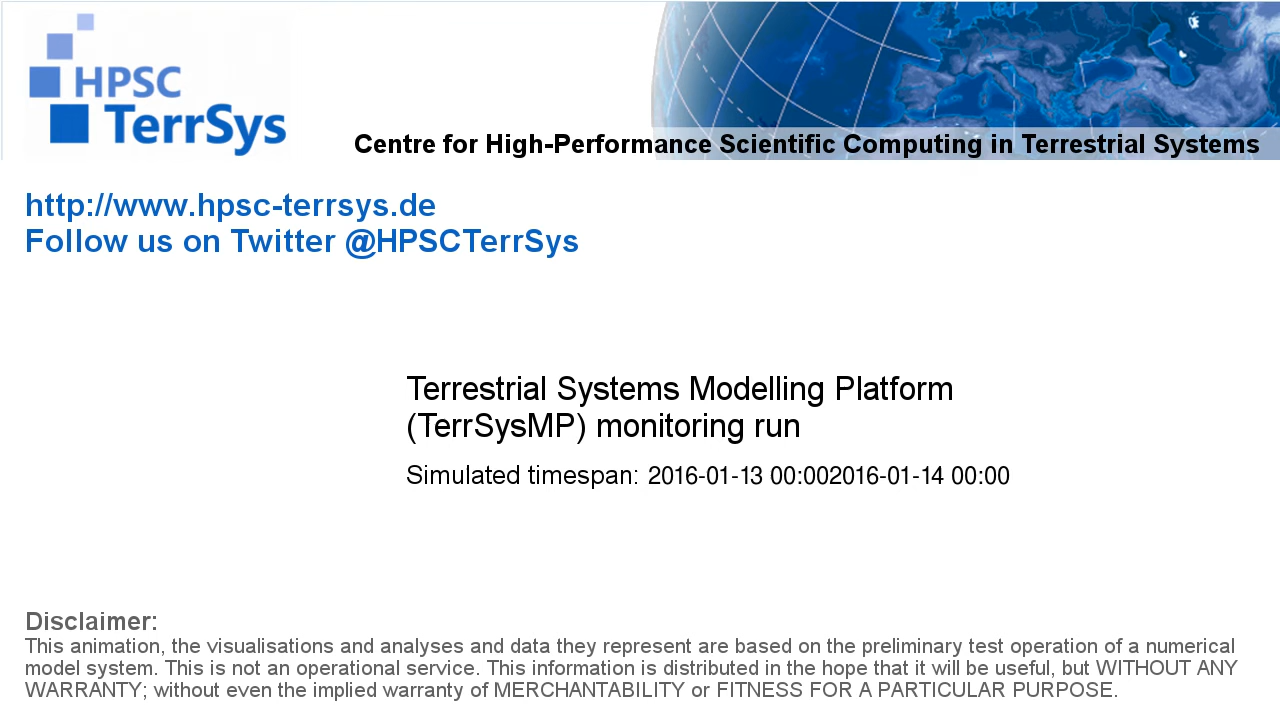 HPSC
TerrSys
Centre for High-Performance Scientific Computing in Terrestrial Systems
http://www.hpsc-terrsys.de
Follow us on Twitter @HPSCTerrSys
Terrestrial Systems Modelling Platform
(TerrSysMP) monitoring run
Simulated timespan: 2016-01-13 00:002016-01-14 00:00
Disclaimer:
This animation, the visualisations and analyses and data they represent are based on the preliminary test operation of a numerical
model system. This is not an operational service. This information is distributed in the hope that it will be useful, but WITHOUT ANY
WARRANTY; without even the implied warranty of MERCHANTABILITY or FITNESS FOR A PARTICULAR PURPOSE.